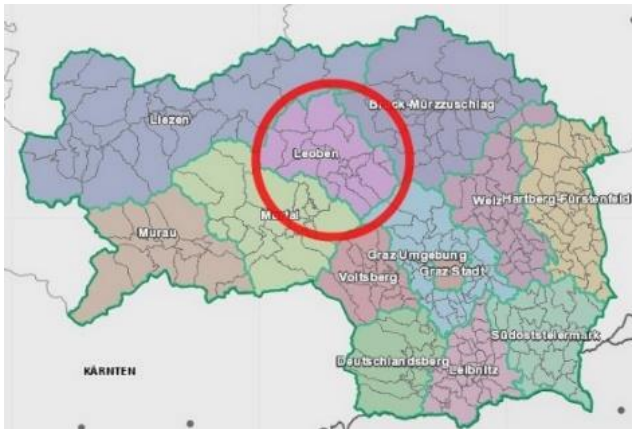 Bruck-Mürzzuschlag
Liezen
Leoben
Weiz
Hartberg-Fürstenfeld
Murtal
Murau
Graz Umgebung
Graz Stadt
Voitsberg
Südoststeiermark
Deutschlandsberg
Leibnitz
KÄRNTEN